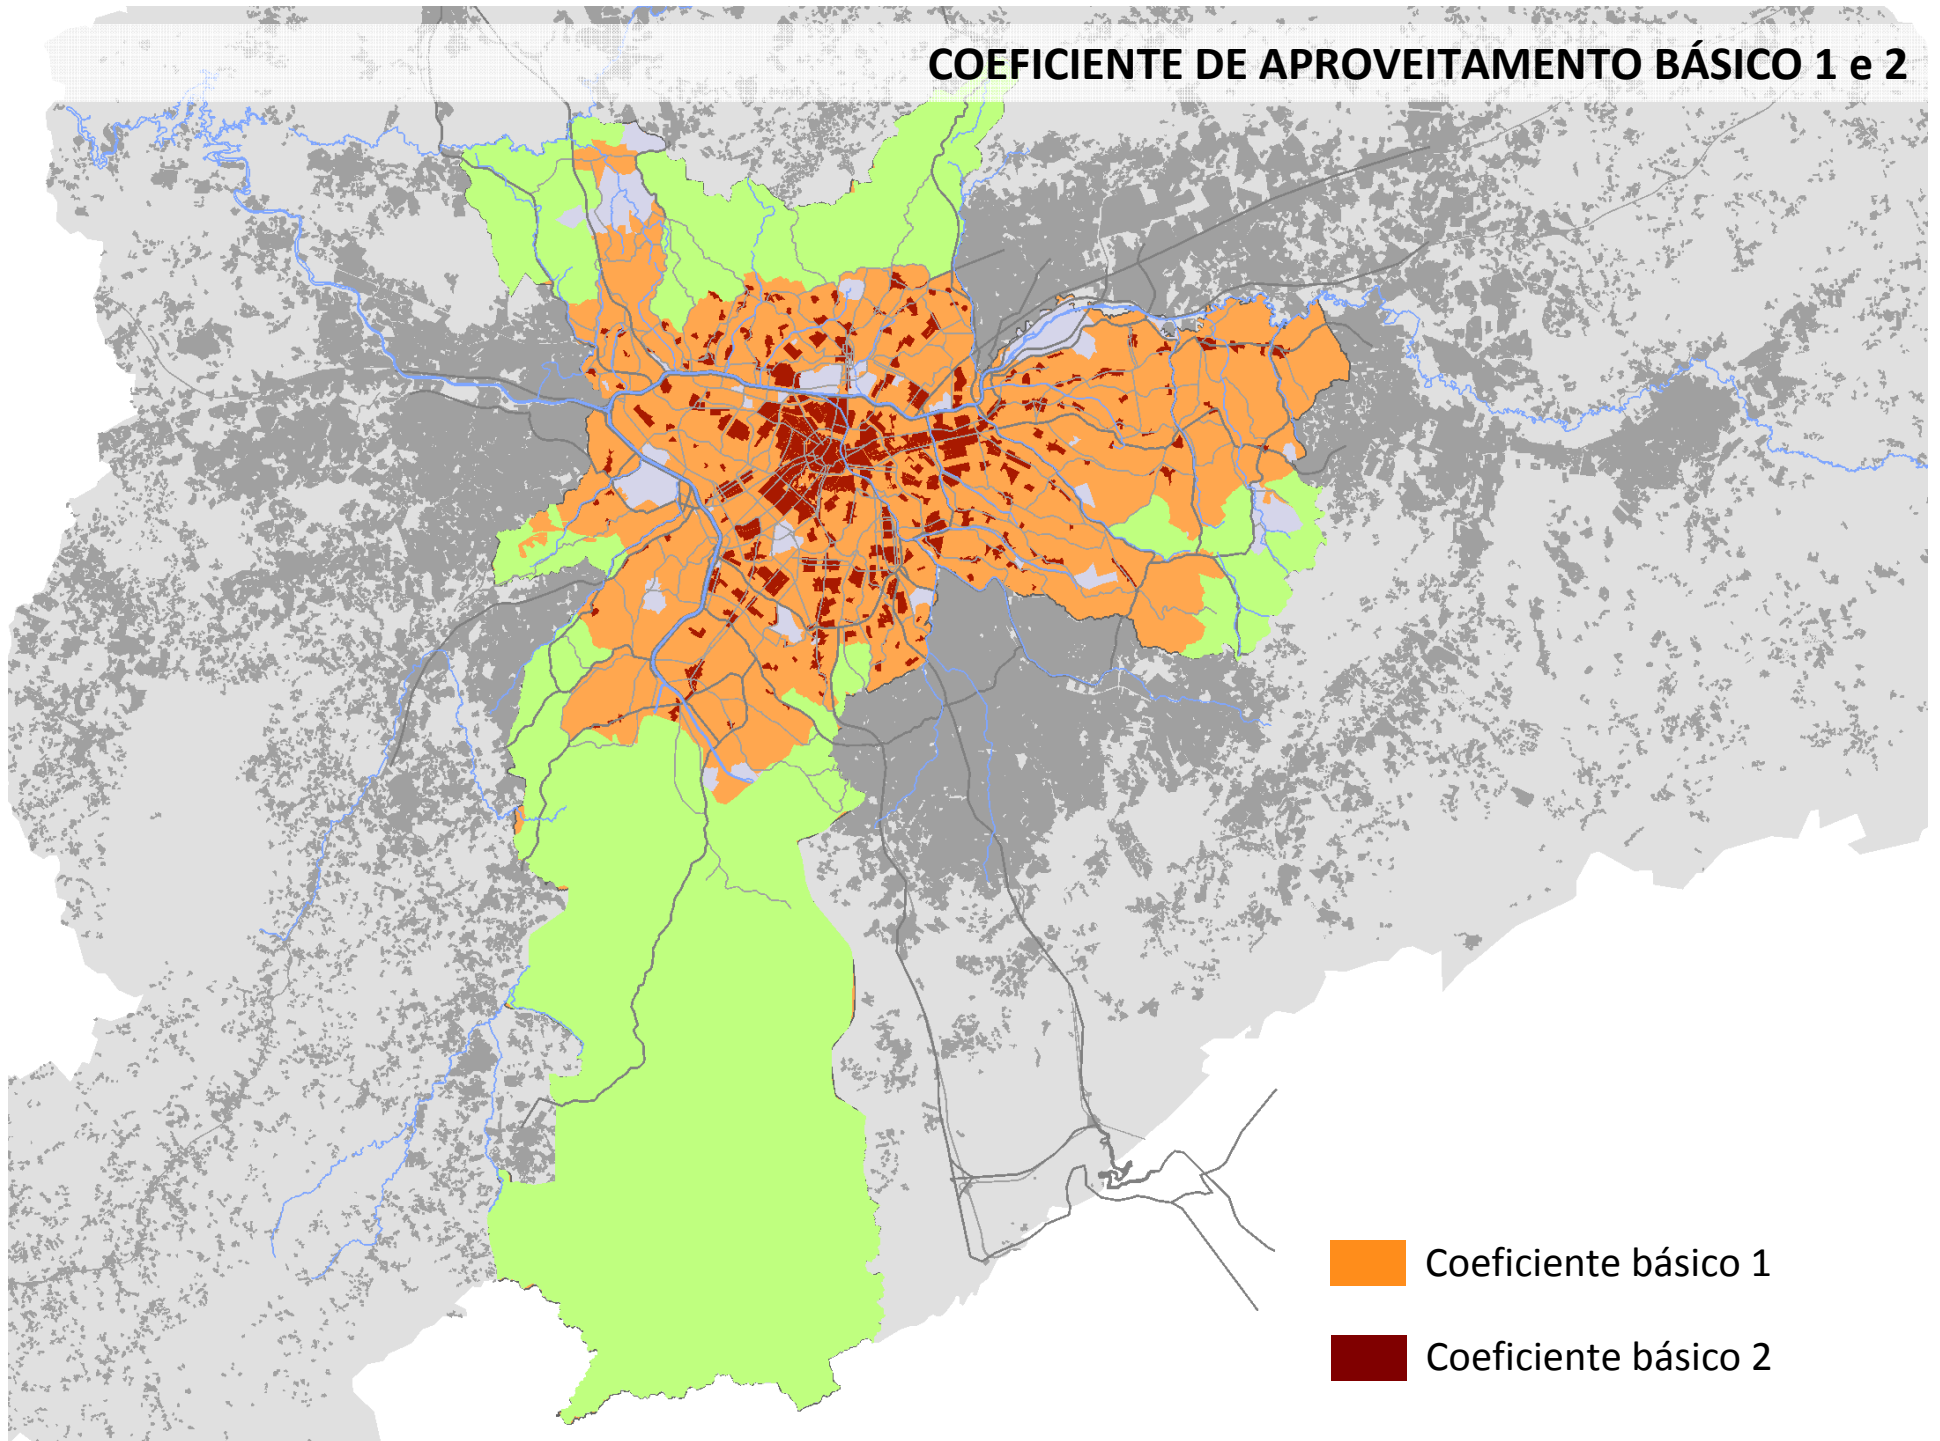 COEFICIENTE DE APROVEITAMENTO BÁSICO 1 e 2
Coeficiente básico 1
Coeficiente básico 2